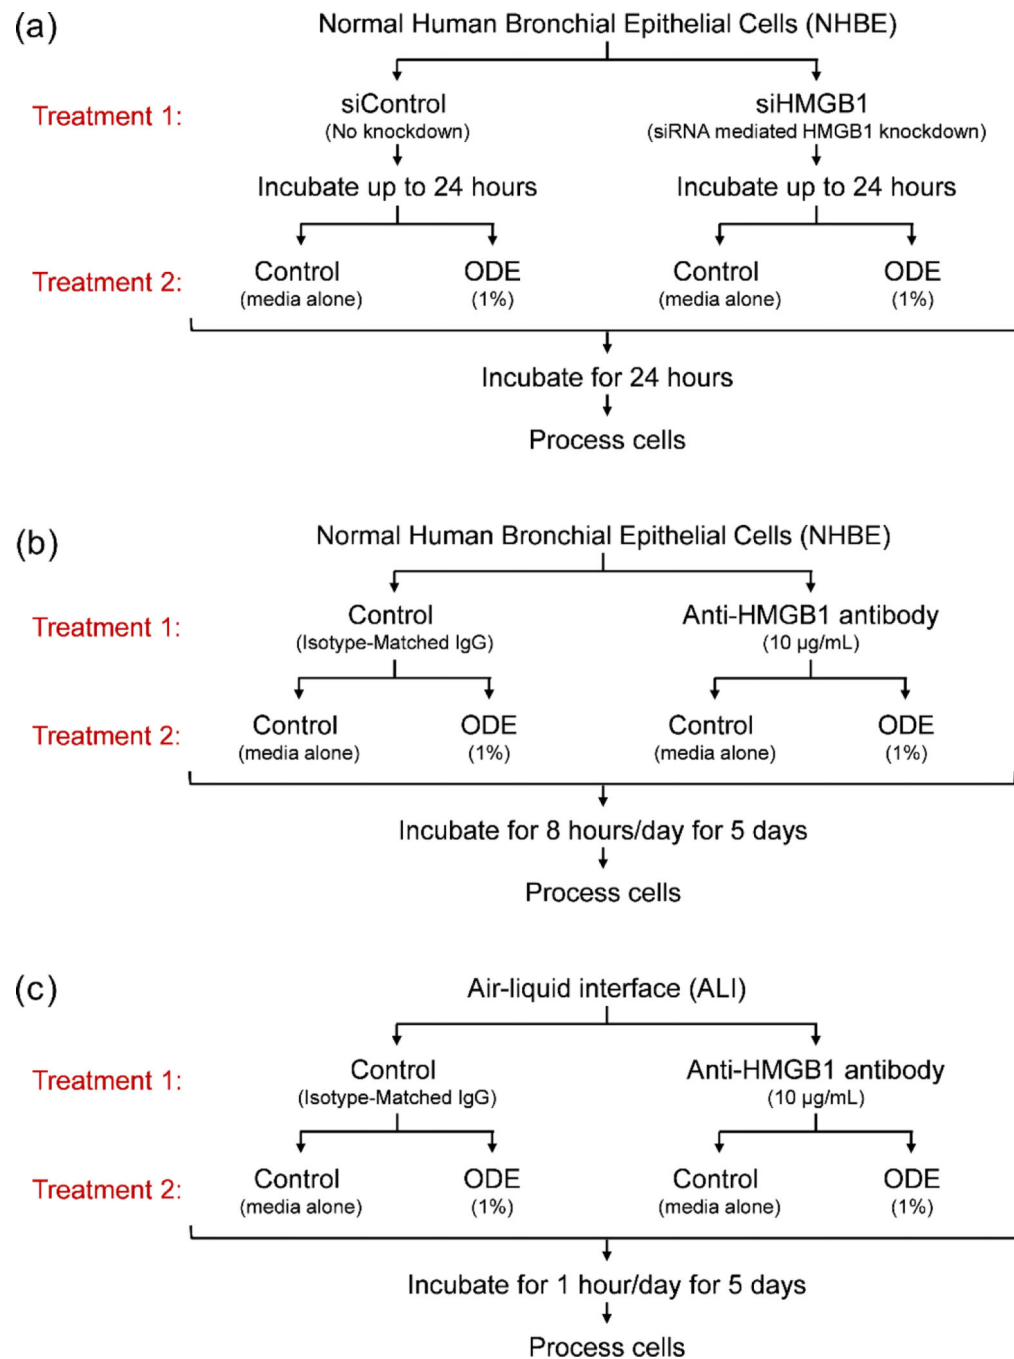 (a)
Normal Human Bronchial Epithelial Cells (NHBE)
Treatment 1:
siControl
(No knockdown)
siHMGB1
(siRNA mediated HMGB1 knockdown)
Incubate up to 24 hours
Incubate up to 24 hours
Treatment 2:
Control
(media alone)
ODE
(1%)
Control
(media alone)
ODE
(1%)
Incubate for 24 hours
Process cells
(b)
Normal Human Bronchial Epithelial Cells (NHBE)
Treatment 1:
Control
(Isotype-Matched IgG)
Anti-HMGB1 antibody
(10 µg/mL)
Treatment 2:
Control
(media alone)
ODE
(1%)
Control
(media alone)
ODE
(1%)
Incubate for 8 hours/day for 5 days
Process cells
(c)
Air-liquid interface (ALI)
Treatment 1:
Control
(Isotype-Matched IgG)
Anti-HMGB1 antibody
(10 µg/mL)
Treatment 2:
Control
(media alone)
ODE
(1%)
Control
(media alone)
ODE
(1%)
Incubate for 1 hour/day for 5 days
Process cells